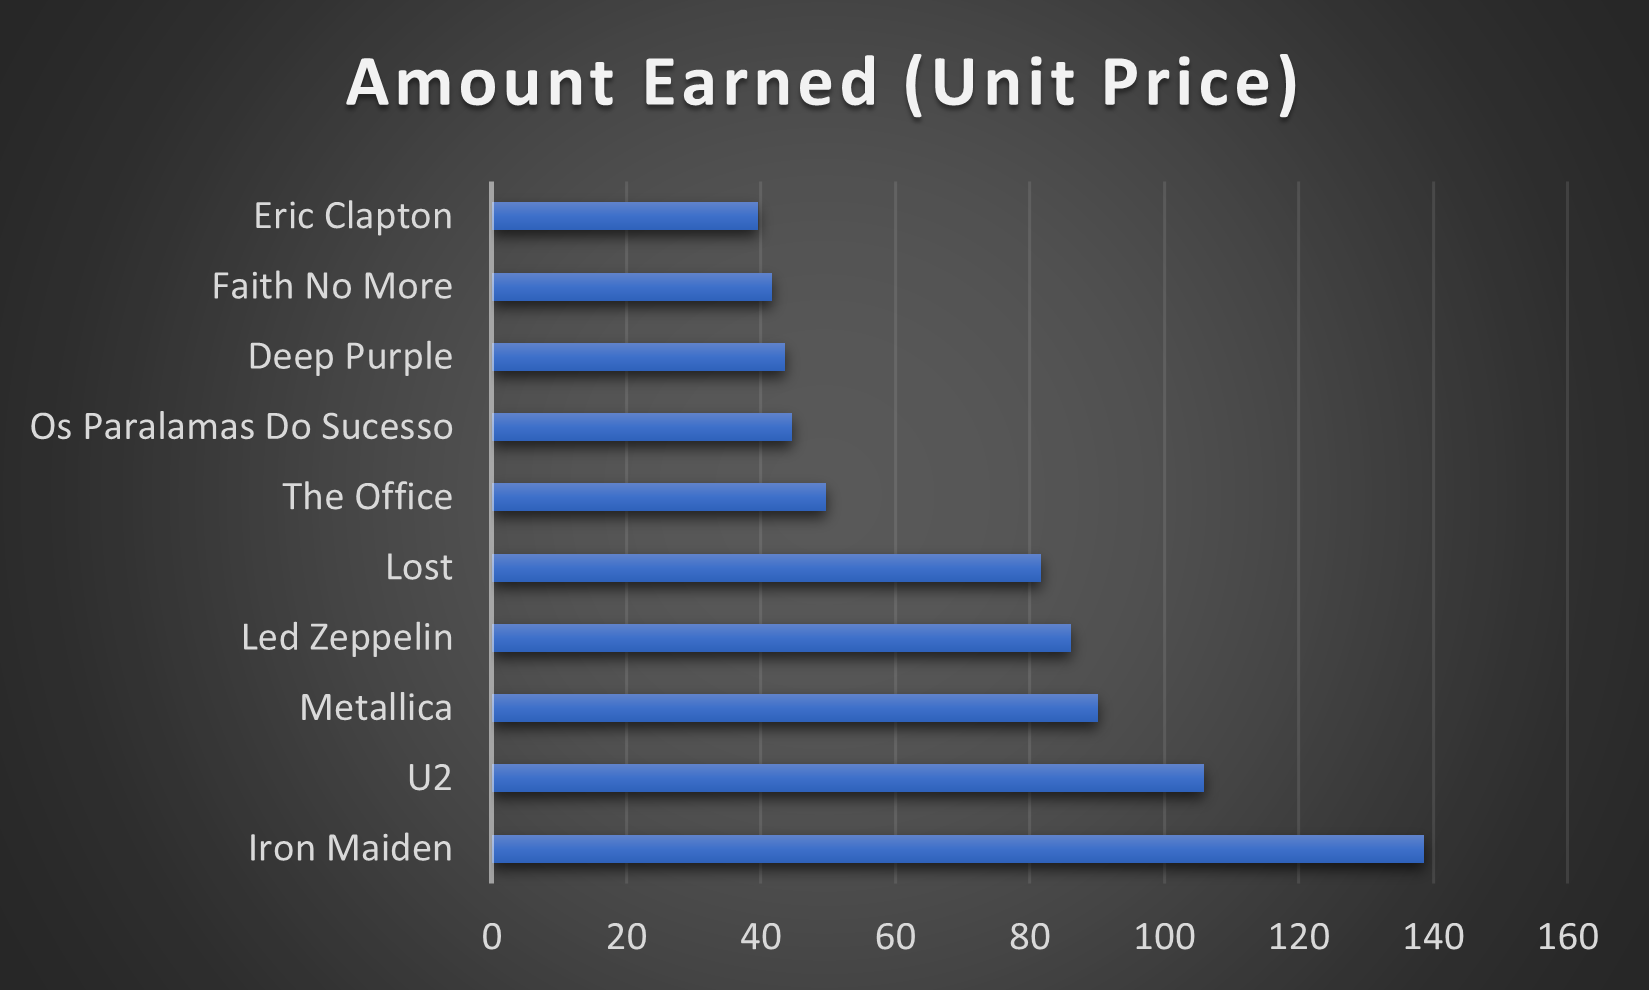 Amount Earned (Unit Price)
Eric Clapton
Faith No More
Deep Purple
Os Paralamas Do Sucesso
The Office
Lost
Led Zeppelin
Metallica
U2
Iron Maiden
0 20 40 60 80 100 120 140 160